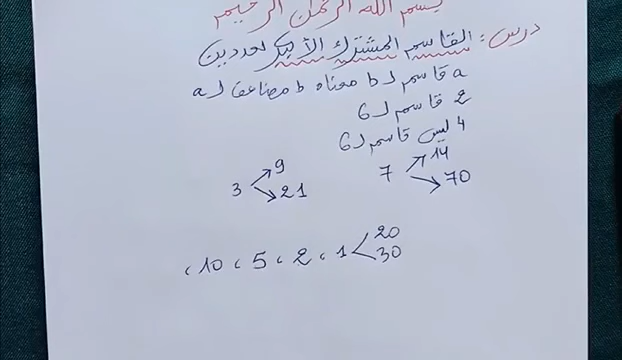 بسم الله الرحمن الرحيم
درس: القاسم المشترك الأكبر لعددين
a قاسم لـ b معناه b مضاعف لـ a
2 قاسم لـ 6
4 ليس قاسم لـ 6
7 14 70
3 9 21
20 30 1 ، 2 ، 5 ، 10 ،